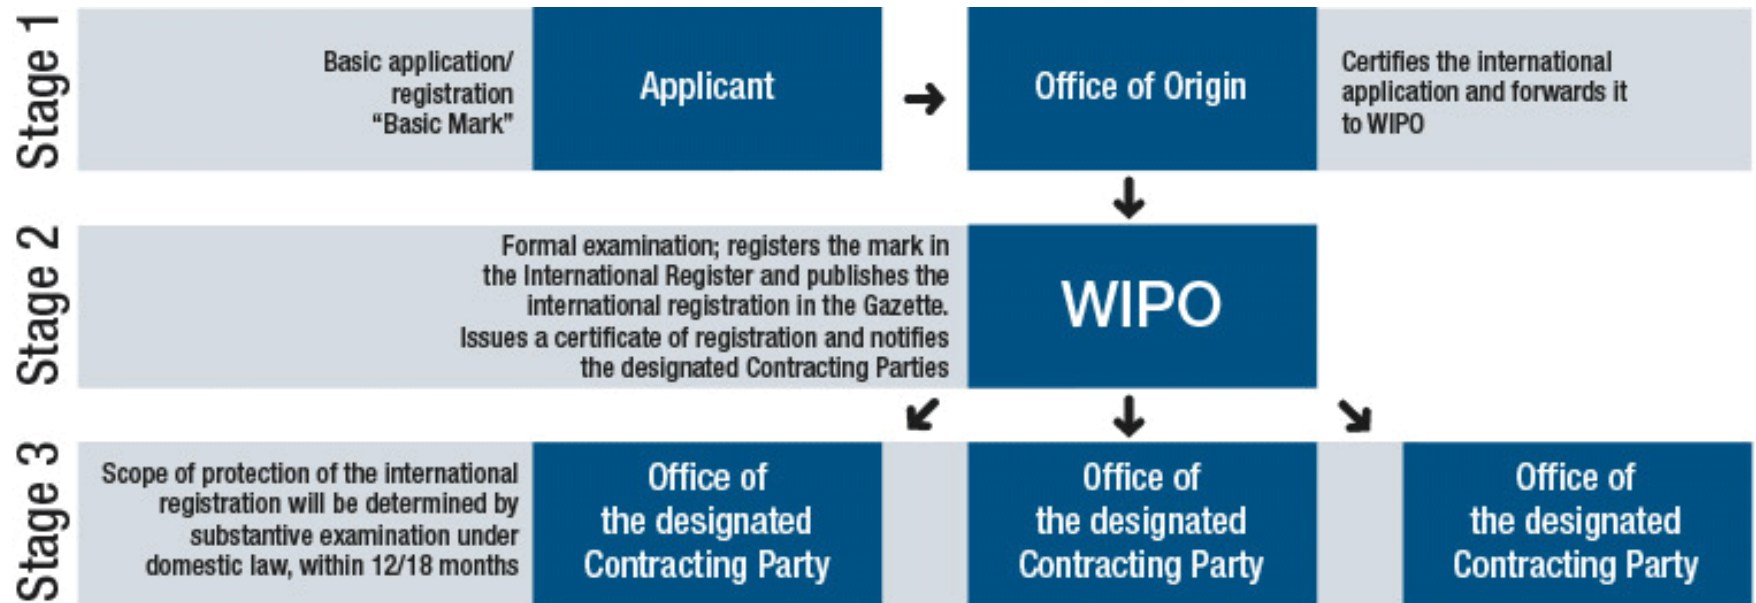 Stage 1
Basic application/
registration
“Basic Mark”
Applicant
Office of Origin
Certifies the international
application and forwards it
to WIPO
Stage 2
Formal examination; registers the mark in
the International Register and publishes the
international registration in the Gazette.
Issues a certificate of registration and notifies
the designated Contracting Parties
WIPO
Stage 3
Scope of protection of the international
registration will be determined by
substantive examination under
domestic law, within 12/18 months
Office of
the designated
Contracting Party
Office of
the designated
Contracting Party
Office of
the designated
Contracting Party